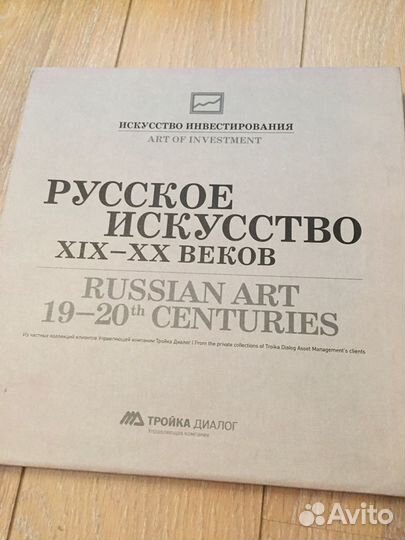 ИСКУССТВО ИНВЕСТИРОВАНИЯ
ART OF INVESTMENT
РУССКОЕ
ИСКУССТВО
XIX–XX ВЕКОВ
RUSSIAN ART
19–20th CENTURIES
Из частных коллекций клиентов Управляющей компании Тройка Диалог | From the private collections of Troika Dialog Asset Management's clients
ТРОЙКА ДИАЛОГ
Управляющая компания
Avito